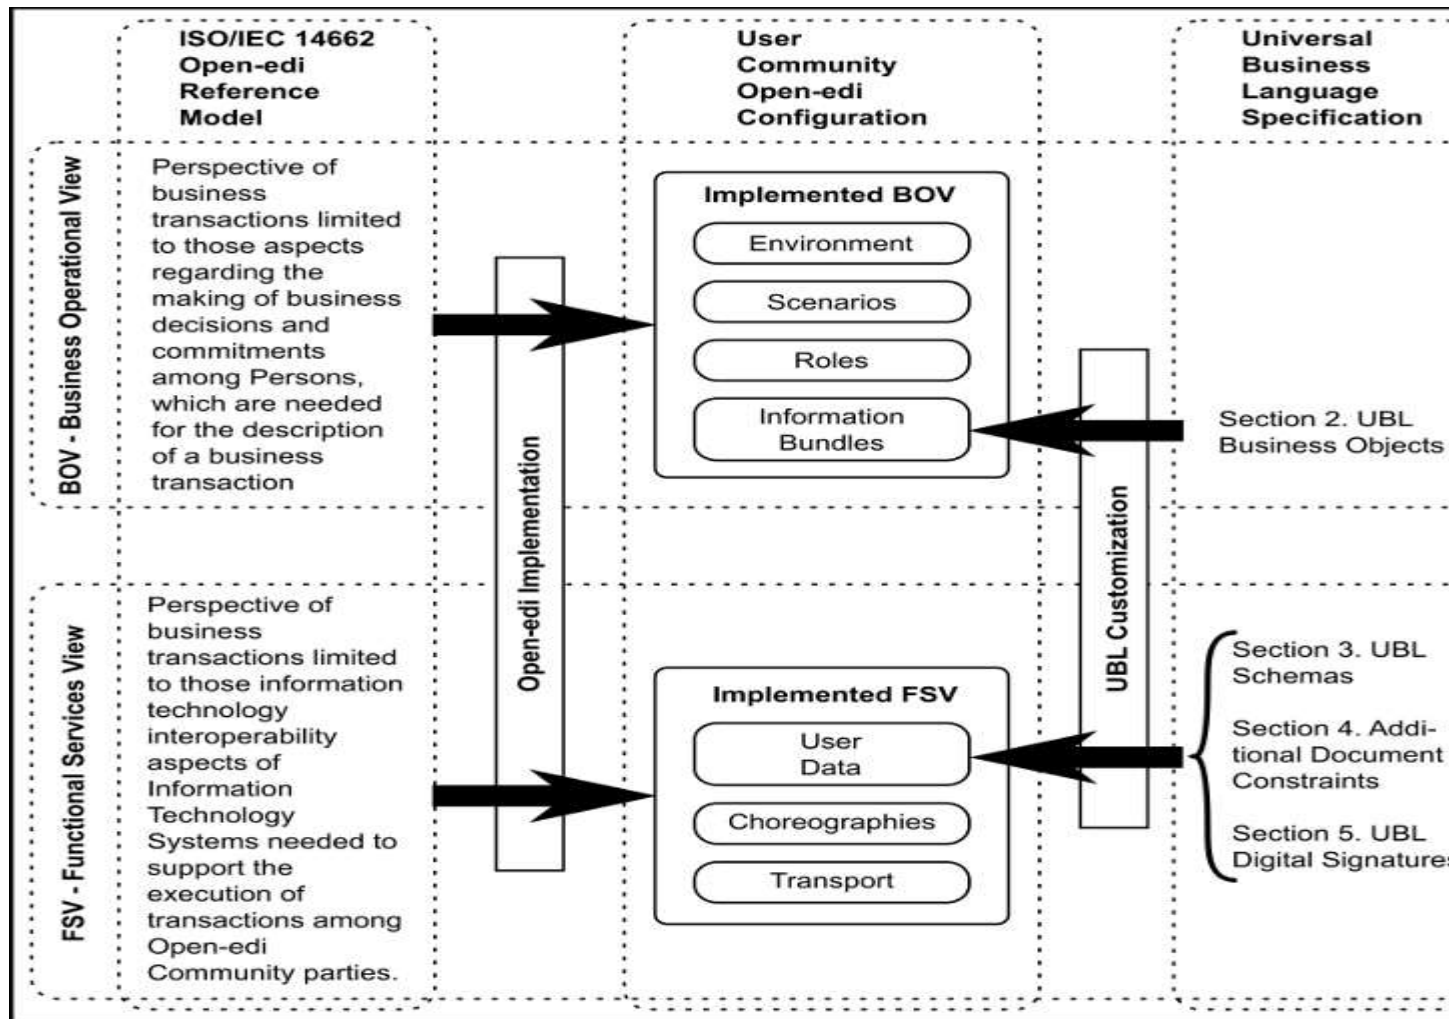 ISO/IEC 14662
Open-edi
Reference
Model
User
Community
Open-edi
Configuration
Universal
Business
Language
Specification
BOV - Business Operational View
Perspective of
business
transactions limited
to those aspects
regarding the
making of business
decisions and
commitments
among Persons,
which are needed
for the description
of a business
transaction
Open-edi Implementation
Implemented BOV
Environment
Scenarios
Roles
Information
Bundles
UBL Customization
Section 2. UBL
Business Objects
FSV - Functional Services View
Perspective of
business
transactions limited
to those information
technology
interoperability
aspects of
Information
Technology
Systems needed to
support the
execution of
transactions among
Open-edi
Community parties.
Implemented FSV
User
Data
Choreographies
Transport
Section 3. UBL
Schemas
Section 4. Addi-
tional Document
Constraints
Section 5. UBL
Digital Signatures